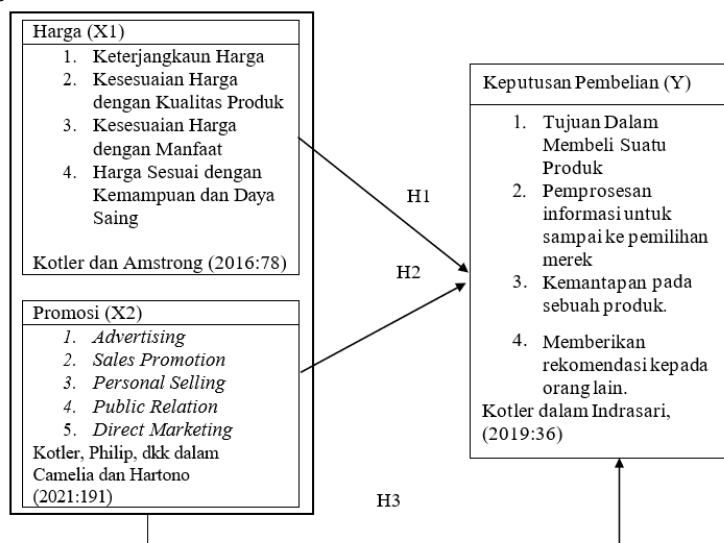 Harga (X1)
1. Keterjangkaun Harga
2. Kesesuaian Harga
dengan Kualitas Produk
3. Kesesuaian Harga
dengan Manfaat
4. Harga Sesuai dengan
Kemampuan dan Daya
Saing
Kotler dan Amstrong (2016:78)
Promosi (X2)
1. Advertising
2. Sales Promotion
3. Personal Selling
4. Public Relation
5. Direct Marketing
Kotler, Philip, dkk dalam
Camelia dan Hartono
(2021:191)
H1
H2
H3
Keputusan Pembelian (Y)
1. Tujuan Dalam
Membeli Suatu
Produk
2. Pemprosesan
informasi untuk
sampai ke pemilihan
merek
3. Kemantapan pada
sebuah produk.
4. Memberikan
rekomendasi kepada
orang lain.
Kotler dalam Indrasari,
(2019:36)